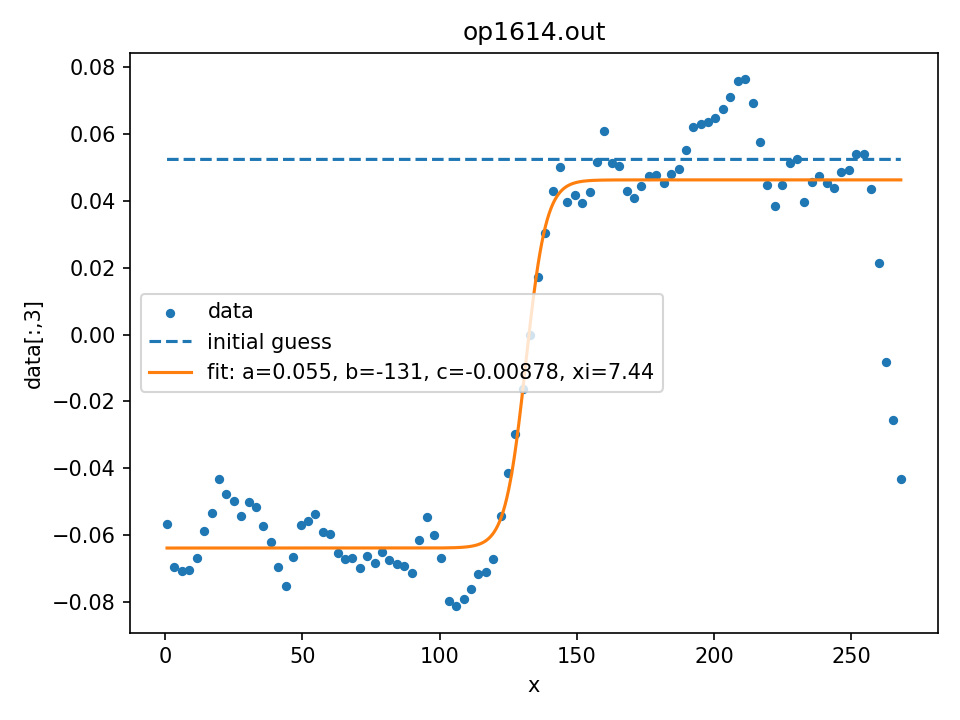 op1614.out
0.08
0.06
0.04
0.02
0.00
−0.02
−0.04
−0.06
−0.08
data[:,3]
data
initial guess
fit: a=0.055, b=-131, c=-0.00878, xi=7.44
0 50 100 150 200 250
x